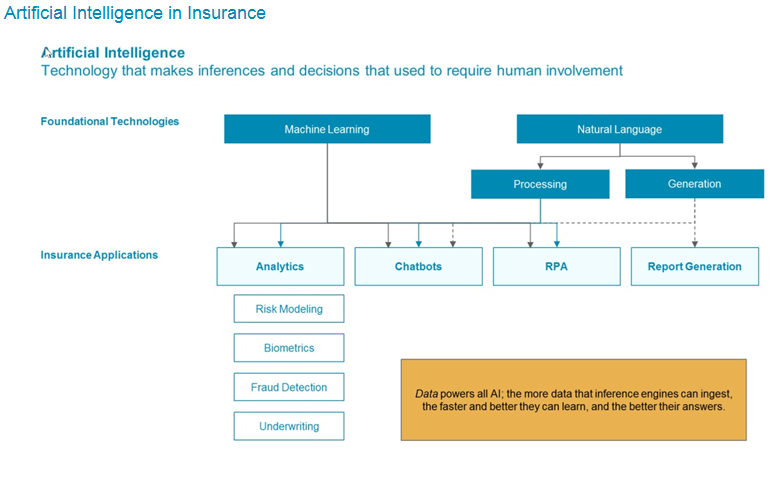 Artificial Intelligence in Insurance
Artificial Intelligence
Technology that makes inferences and decisions that used to require human involvement
Foundational Technologies
Machine Learning
Natural Language
Processing
Generation
Insurance Applications
Analytics
Chatbots
RPA
Report Generation
Risk Modeling
Biometrics
Fraud Detection
Underwriting
Data powers all AI; the more data that inference engines can ingest,
the faster and better they can learn, and the better their answers.